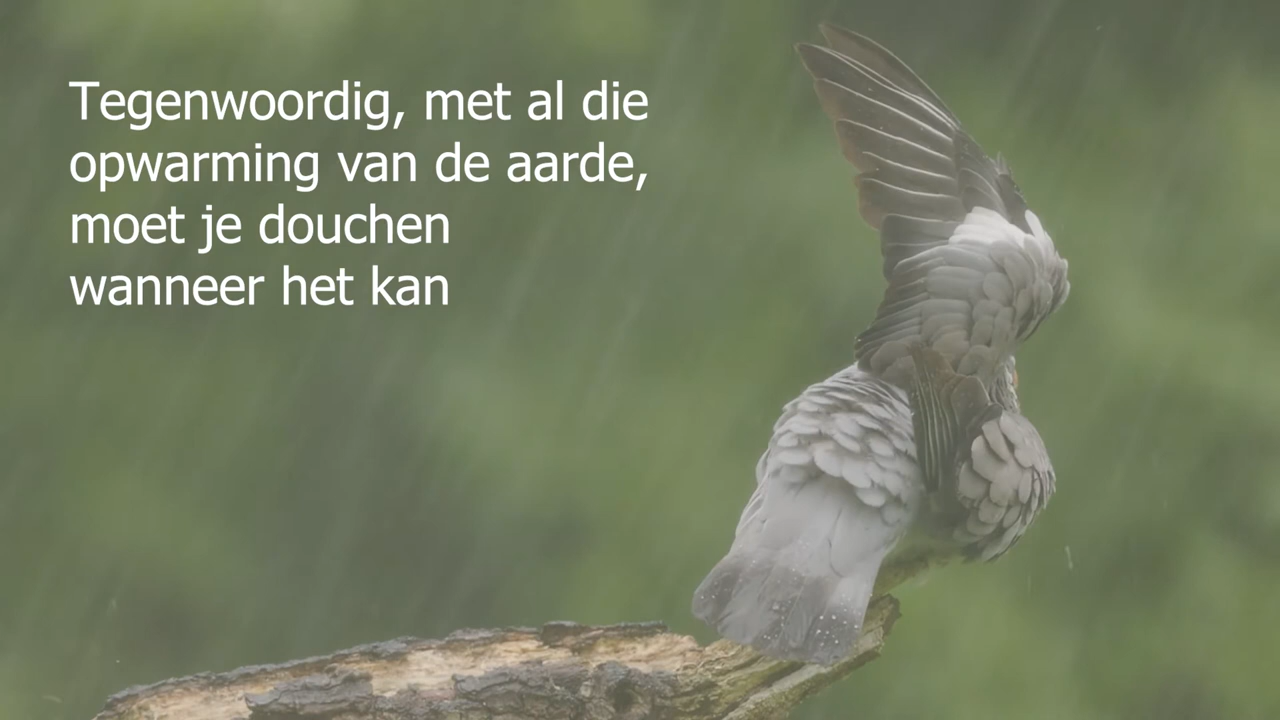 Tegenwoordig, met al die
opwarming van de aarde,
moet je douchen
wanneer het kan